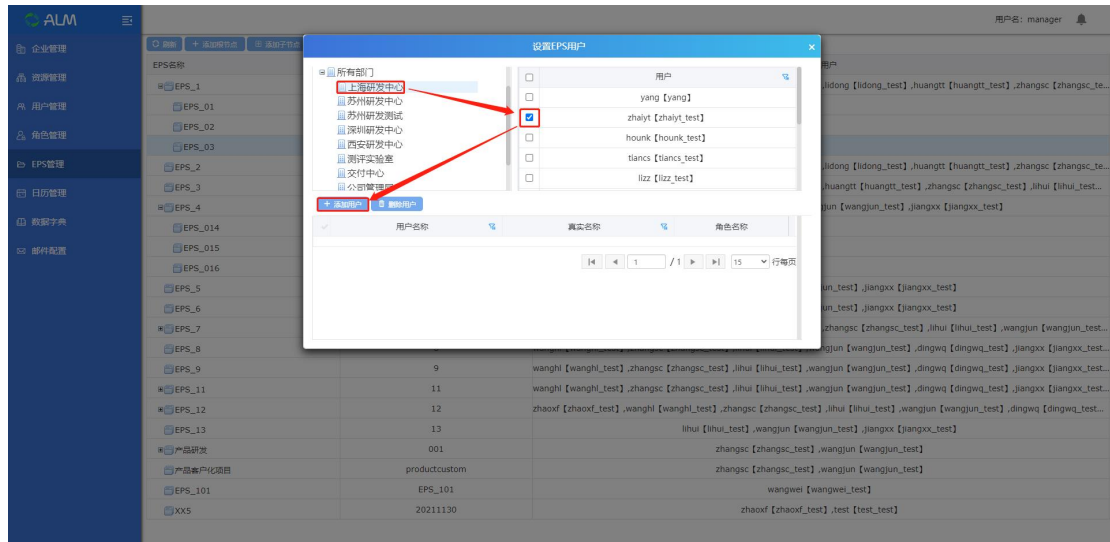 ALM
用户名: manager
企业管理
资源管理
用户管理
角色管理
EPS管理
日历管理
数据字典
邮件配置
刷新 + 添加根节点 添加子节点
EPS名称
用户
EPS_1
,lidong【lidong_test】,huangtt【huangtt_test】,zhangsc【zhangsc_te...
EPS_01
EPS_02
EPS_03
EPS_2
,lidong【lidong_test】,huangtt【huangtt_test】,zhangsc【zhangsc_te...
EPS_3
,huangtt【huangtt_test】,zhangsc【zhangsc_test】,lihui【lihui_test...
EPS_4
jun【wangjun_test】,jiangxx【jiangxx_test】
EPS_014
EPS_015
EPS_016
EPS_5
un_test】,jiangxx【jiangxx_test】
EPS_6
un_test】,jiangxx【jiangxx_test】
EPS_7
,zhangsc【zhangsc_test】,lihui【lihui_test】,wangjun【wangjun_test...
EPS_8
ngjun【wangjun_test】,dingwq【dingwq_test】,jiangxx【jiangxx_test...
EPS_9 9 wanghl【wanghl_test】,zhangsc【zhangsc_test】,lihui【lihui_test】,wangjun【wangjun_test】,dingwq【dingwq_test】,jiangxx【jiangxx_test...
EPS_11 11 wanghl【wanghl_test】,zhangsc【zhangsc_test】,lihui【lihui_test】,wangjun【wangjun_test】,dingwq【dingwq_test】,jiangxx【jiangxx_test...
EPS_12 12 zhaoxf【zhaoxf_test】,wanghl【wanghl_test】,zhangsc【zhangsc_test】,lihui【lihui_test】,wangjun【wangjun_test】,dingwq【dingwq_test...
EPS_13 13 lihui【lihui_test】,wangjun【wangjun_test】,jiangxx【jiangxx_test】
产品研发 001 zhangsc【zhangsc_test】,wangjun【wangjun_test】
产品客户化项目 productcustom zhangsc【zhangsc_test】,wangjun【wangjun_test】
EPS_101 EPS_101 wangwei【wangwei_test】
XX5 20211130 zhaoxf【zhaoxf_test】,test【test_test】
设置EPS用户
×
所有部门
上海研发中心
苏州研发中心
苏州研发测试
深圳研发中心
西安研发中心
测评实验室
交付中心
用户
yang【yang】
zhaiyt【zhaiyt_test】
hounk【hounk_test】
tiancs【tiancs_test】
lizz【lizz_test】
+ 添加用户 删除用户
用户名称 真实名称 角色名称
1 / 1 15 行每页